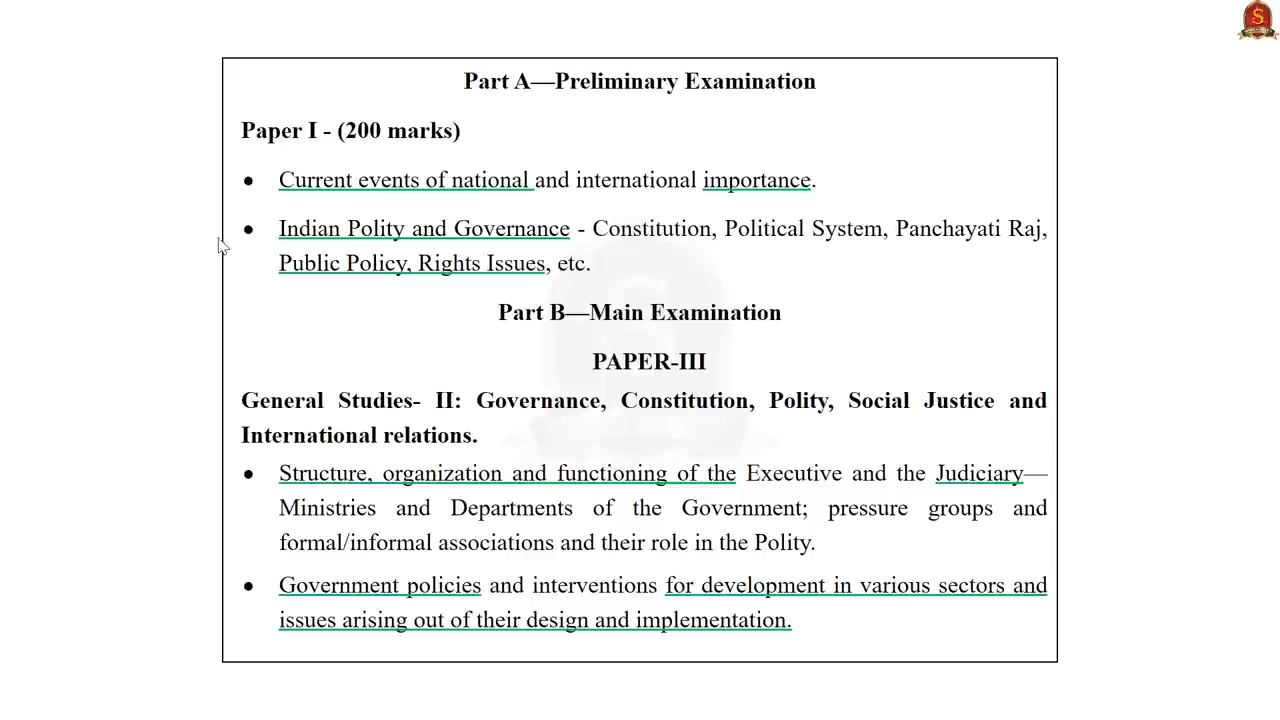 Part A—Preliminary Examination
Paper I - (200 marks)
● Current events of national and international importance.
● Indian Polity and Governance - Constitution, Political System, Panchayati Raj,
Public Policy, Rights Issues, etc.
Part B—Main Examination
PAPER-III
General Studies- II: Governance, Constitution, Polity, Social Justice and
International relations.
● Structure, organization and functioning of the Executive and the Judiciary—
Ministries and Departments of the Government; pressure groups and
formal/informal associations and their role in the Polity.
● Government policies and interventions for development in various sectors and
issues arising out of their design and implementation.